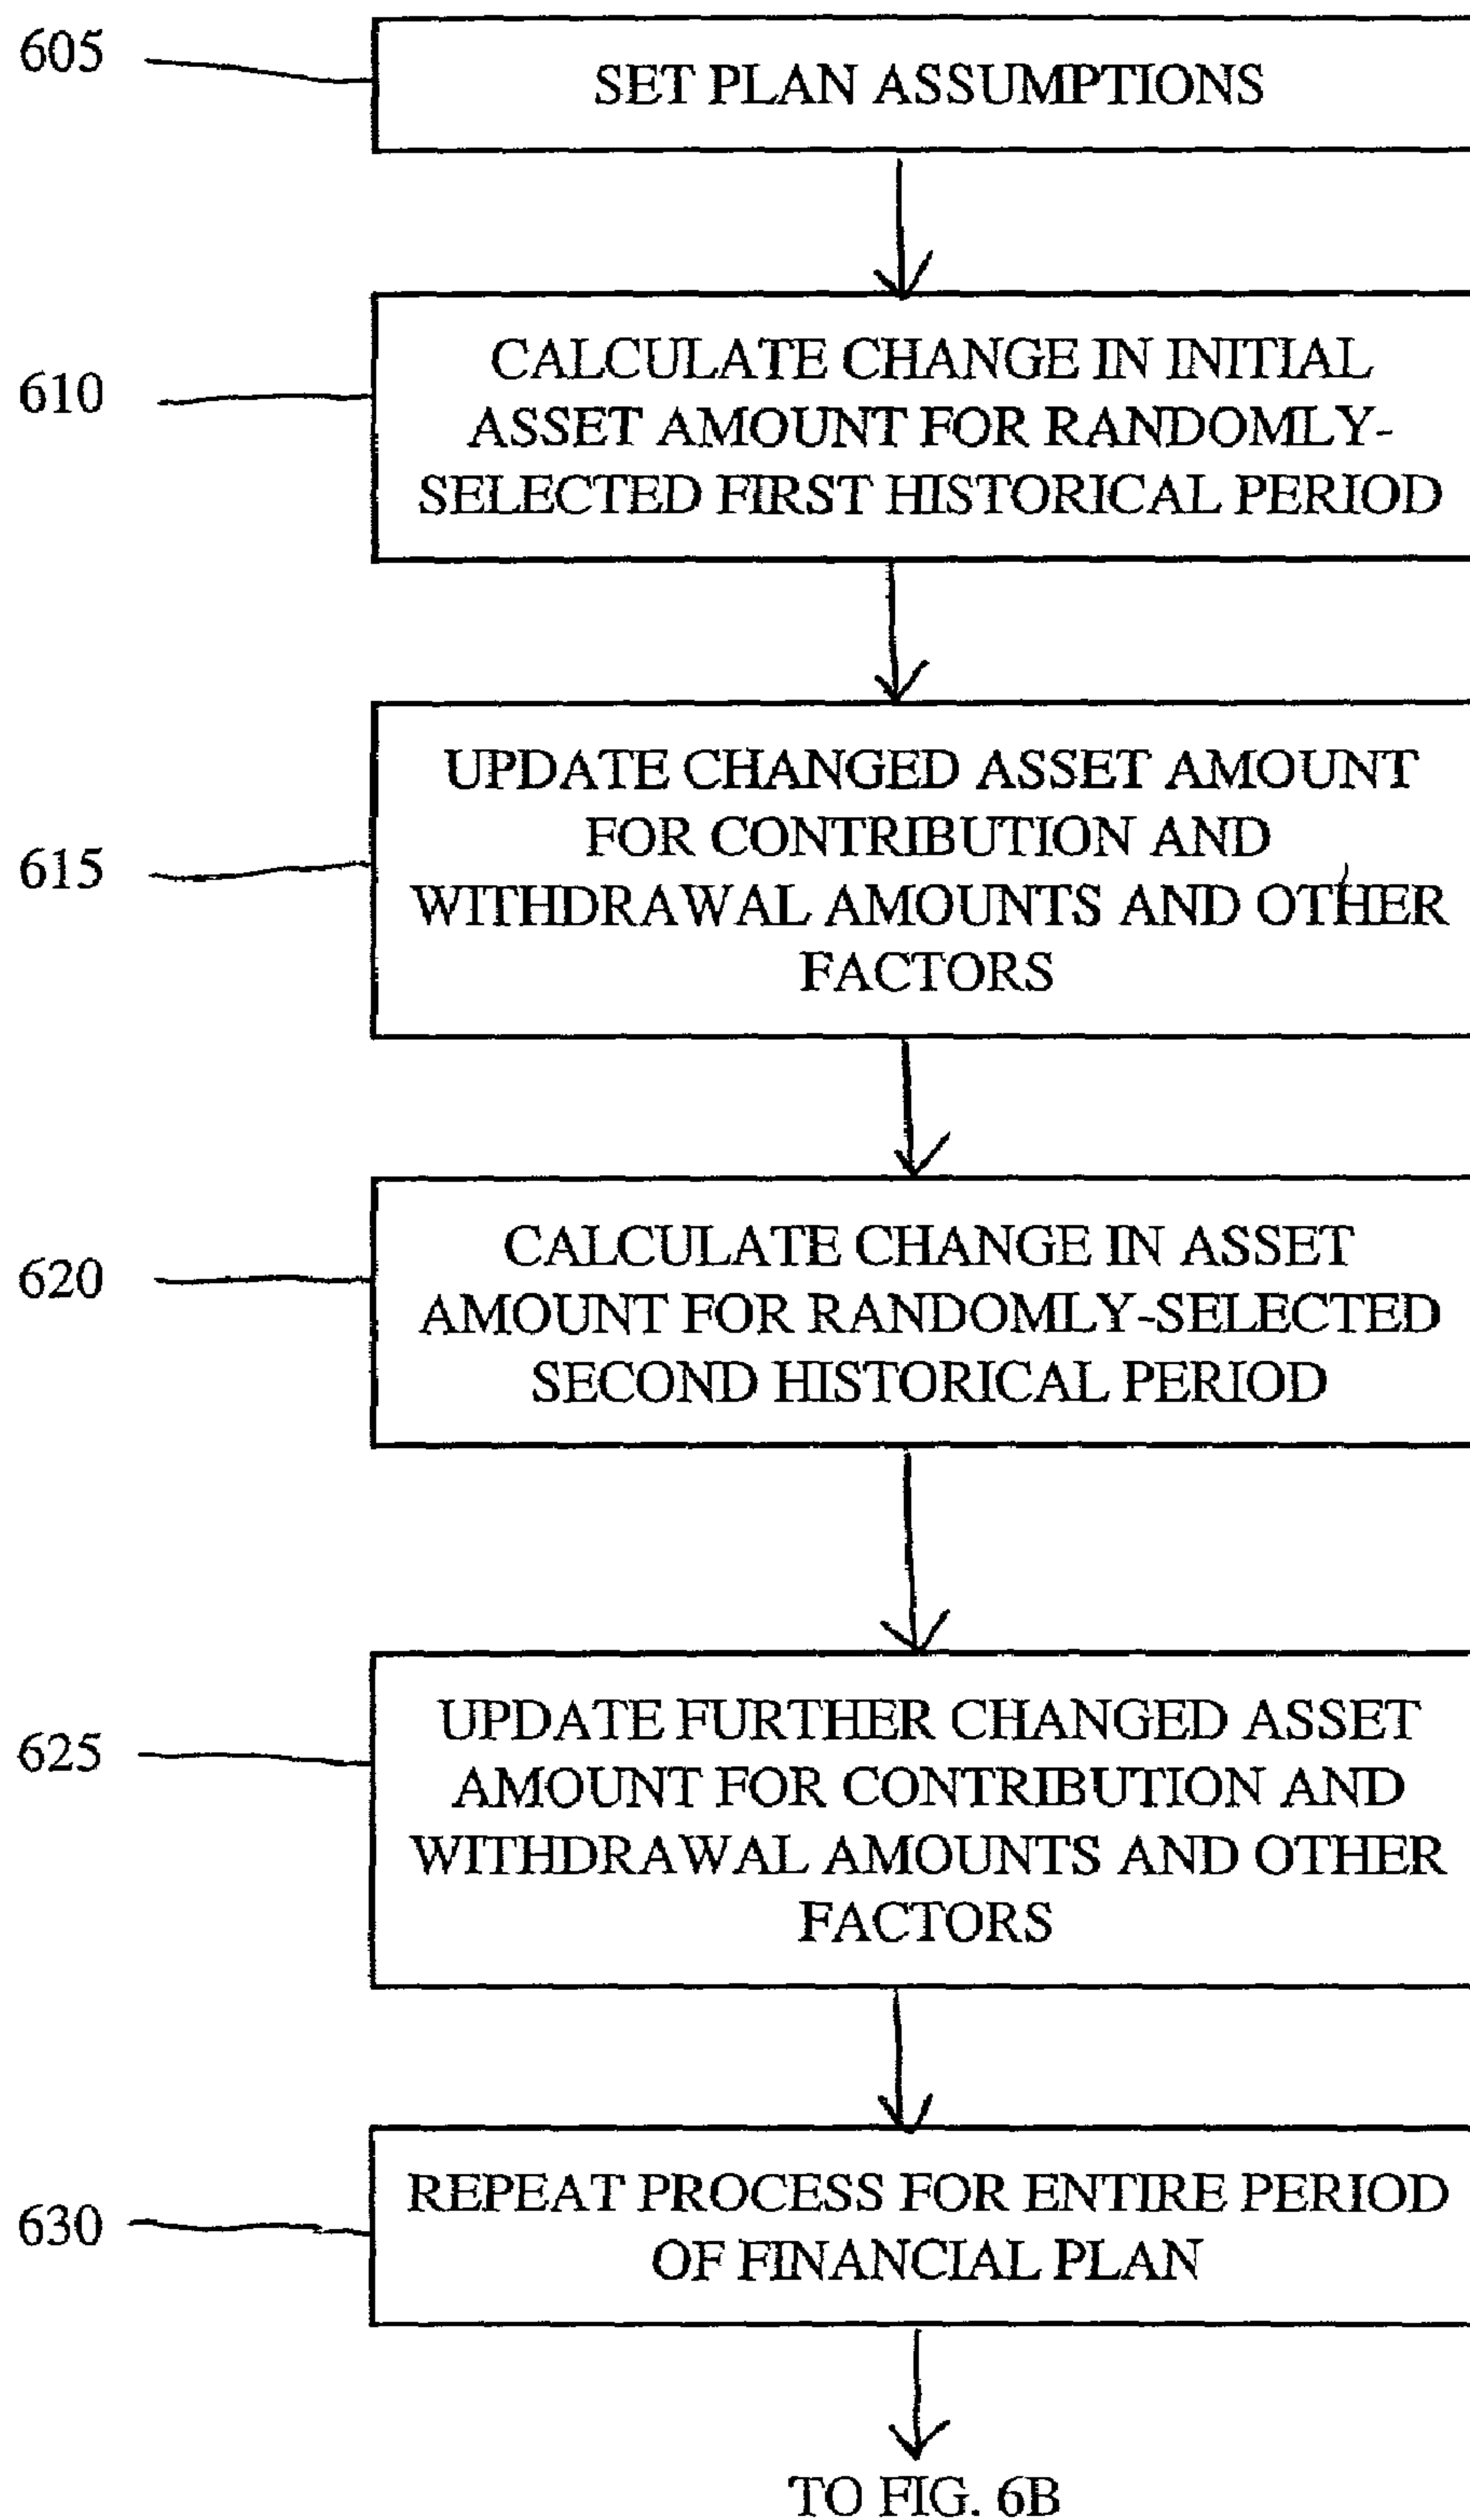 605
SET PLAN ASSUMPTIONS
610
CALCULATE CHANGE IN INITIAL
ASSET AMOUNT FOR RANDOMLY-
SELECTED FIRST HISTORICAL PERIOD
615
UPDATE CHANGED ASSET AMOUNT
FOR CONTRIBUTION AND
WITHDRAWAL AMOUNTS AND OTHER
FACTORS
620
CALCULATE CHANGE IN ASSET
AMOUNT FOR RANDOMLY-SELECTED
SECOND HISTORICAL PERIOD
625
UPDATE FURTHER CHANGED ASSET
AMOUNT FOR CONTRIBUTION AND
WITHDRAWAL AMOUNTS AND OTHER
FACTORS
630
REPEAT PROCESS FOR ENTIRE PERIOD
OF FINANCIAL PLAN
TO FIG. 6B